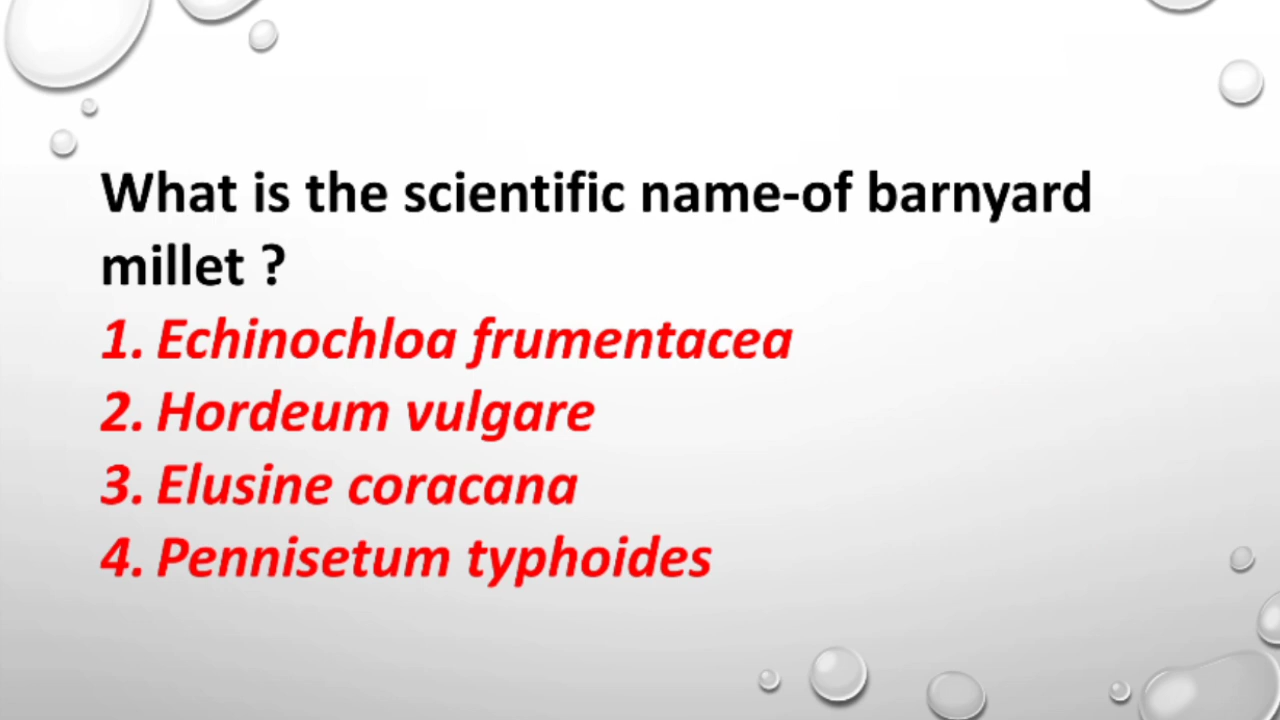 What is the scientific name-of barnyard
millet ?
1. Echinochloa frumentacea
2. Hordeum vulgare
3. Elusine coracana
4. Pennisetum typhoides